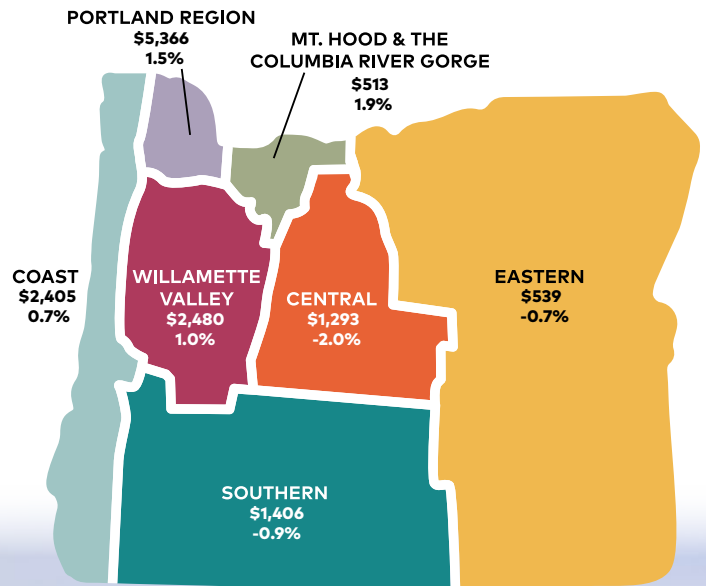 PORTLAND REGION
$5,366
1.5%
MT. HOOD & THE
COLUMBIA RIVER GORGE
$513
1.9%
COAST
$2,405
0.7%
WILLAMETTE
VALLEY
$2,480
1.0%
CENTRAL
$1,293
-2.0%
EASTERN
$539
-0.7%
SOUTHERN
$1,406
-0.9%